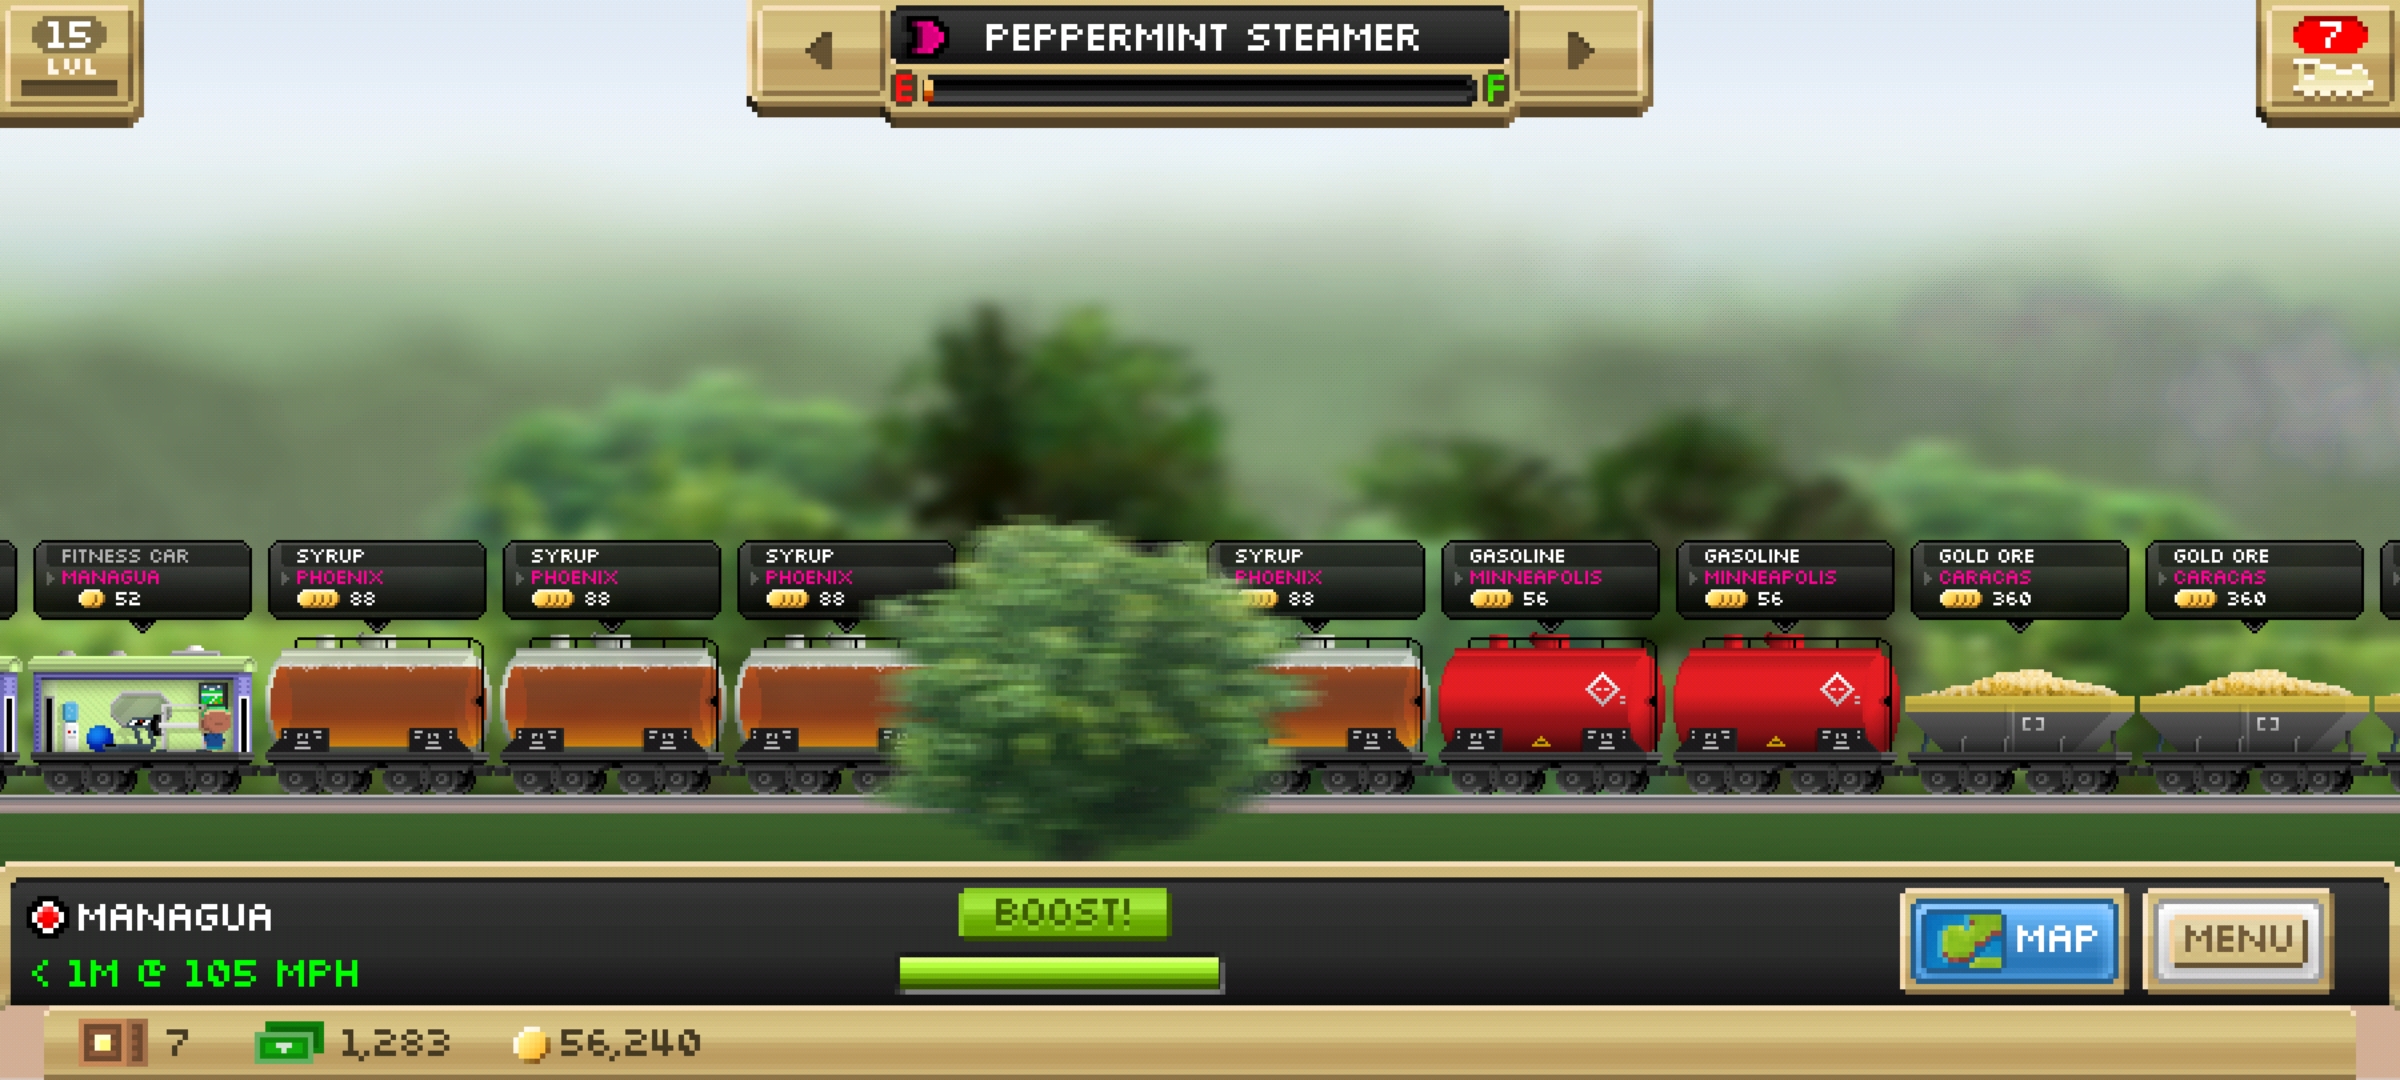 15
LVL
PEPPERMINT STEAMER
E F
7
FITNESS CAR
MANAGUA
52
SYRUP
PHOENIX
88
SYRUP
PHOENIX
88
SYRUP
PHOENIX
88
SYRUP
PHOENIX
88
GASOLINE
MINNEAPOLIS
56
GASOLINE
MINNEAPOLIS
56
GOLD ORE
CARACAS
360
GOLD ORE
CARACAS
360
MANAGUA
< 1M @ 105 MPH
BOOST!
MAP
MENU
7
1,283
56,240